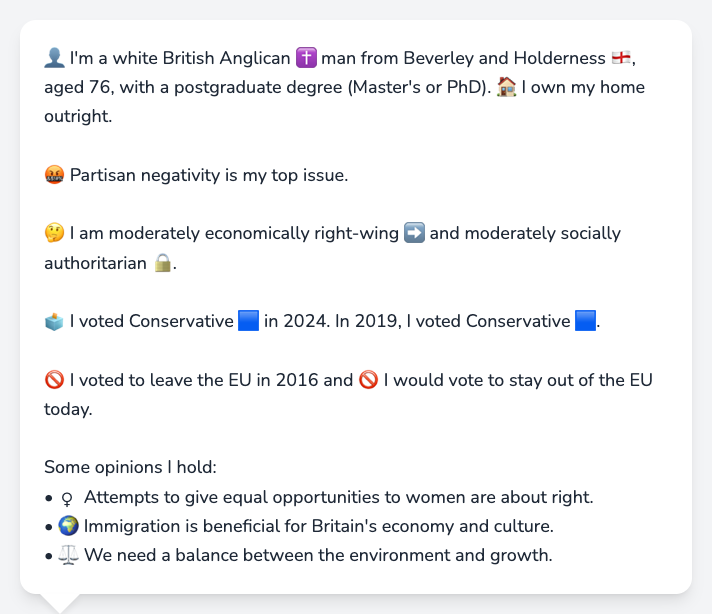 👤 I'm a white British Anglican ✝️ man from Beverley and Holderness 🏴󠁧󠁢󠁥󠁮󠁧󠁿,
aged 76, with a postgraduate degree (Master's or PhD). 🏠 I own my home
outright.
🤬 Partisan negativity is my top issue.
🤔 I am moderately economically right-wing ➡️ and moderately socially
authoritarian 🔒.
🗳️ I voted Conservative 🟦 in 2024. In 2019, I voted Conservative 🟦.
🚫 I voted to leave the EU in 2016 and 🚫 I would vote to stay out of the EU
today.
Some opinions I hold:
• ♀ Attempts to give equal opportunities to women are about right.
• 🌍 Immigration is beneficial for Britain's economy and culture.
• ⚖️ We need a balance between the environment and growth.